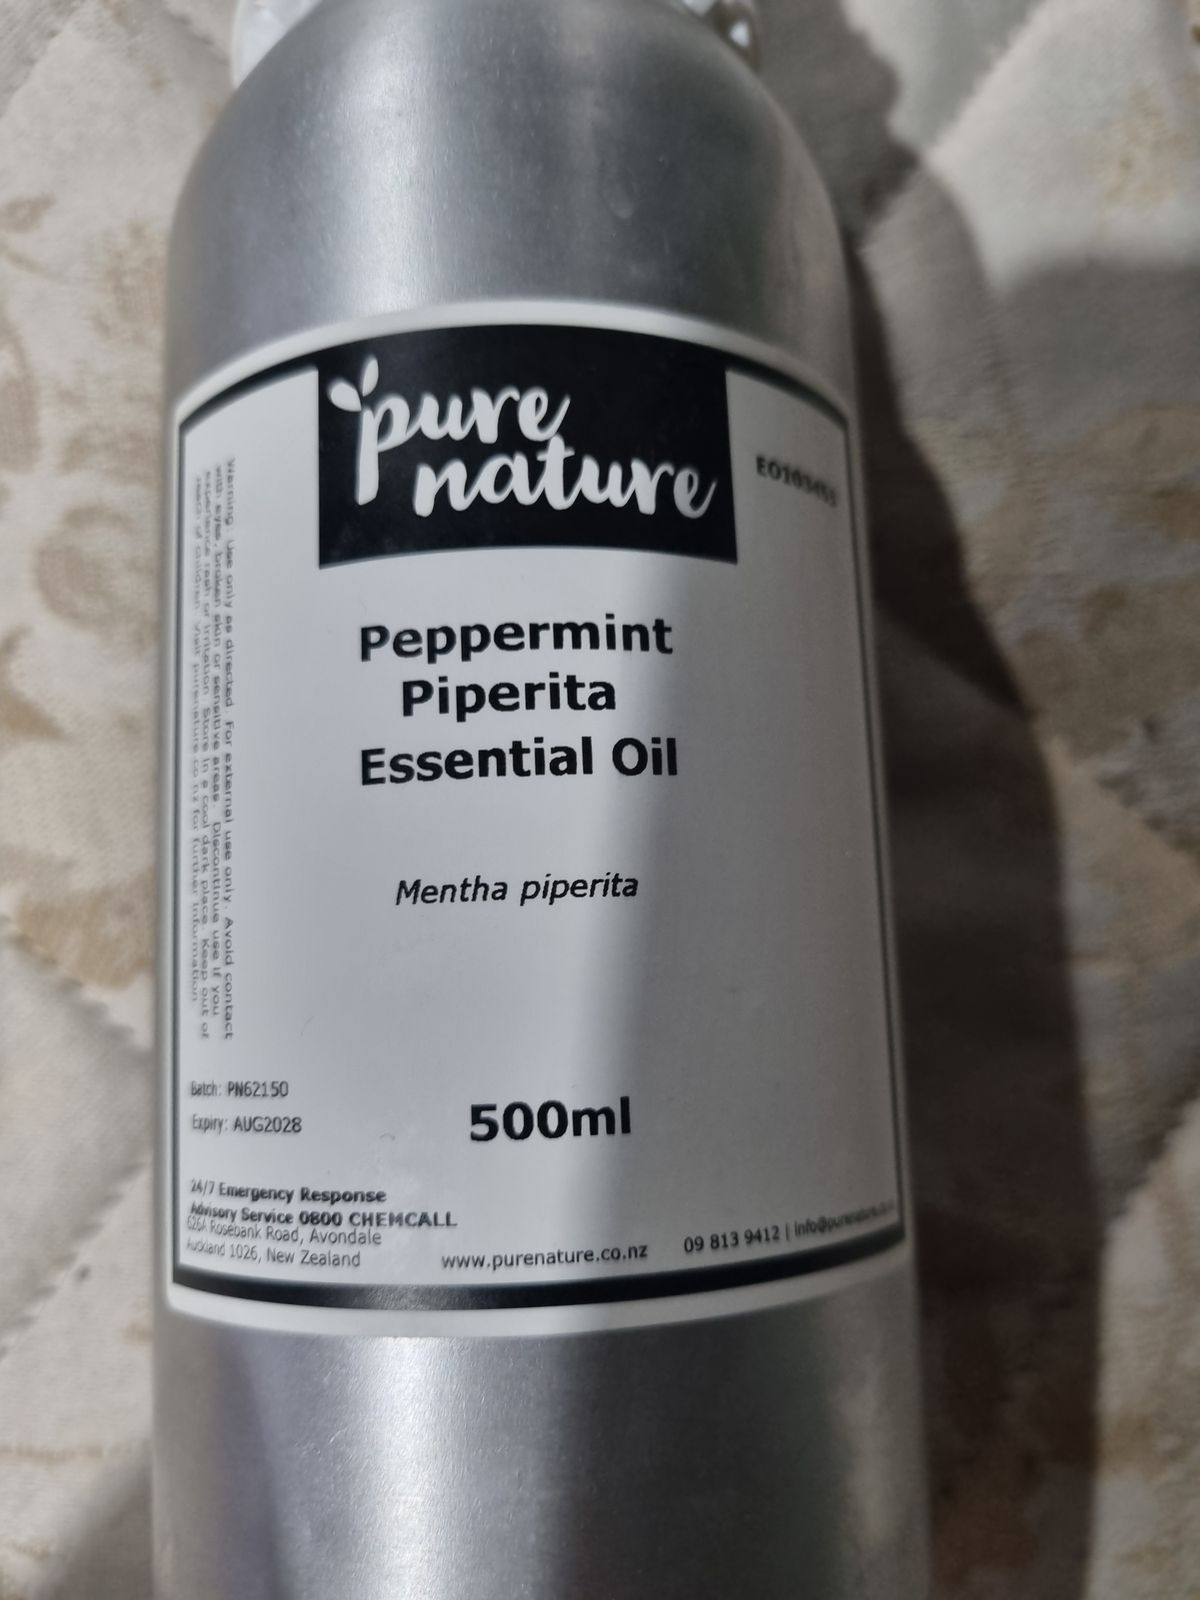 pure
nature
Peppermint
Piperita
Essential Oil
Mentha piperita
Warning: Use only as directed. For external use only. Avoid contact
with eyes, broken skin or sensitive areas. Discontinue use if you
experience rash or irritation. Store in a cool dark place. Keep out of
reach of children. Visit purenature.co.nz for further information.
Batch: PN62150
Expiry: AUG2028
500ml
24/7 Emergency Response
Advisory Service 0800 CHEMCALL
626A Rosebank Road, Avondale
Auckland 1026, New Zealand
www.purenature.co.nz
09 813 9412 |